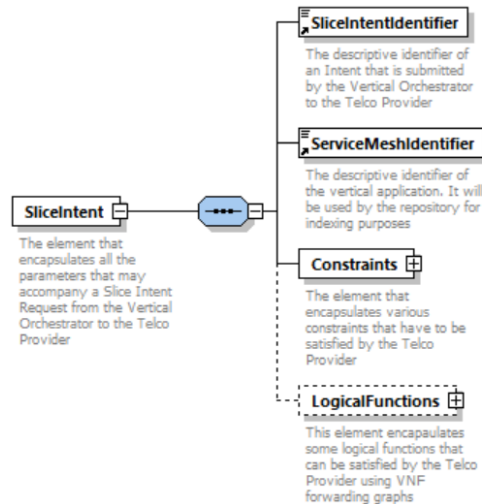 SliceIntentIdentifier
The descriptive identifier of
an Intent that is submitted
by the Vertical Orchestrator
to the Telco Provider
ServiceMeshIdentifier
The descriptive identifier of
the vertical application. It will
be used by the repository for
indexing purposes
SliceIntent
The element that
encapsulates all the
parameters that may
accompany a Slice Intent
Request from the Vertical
Orchestrator to the Telco
Provider
Constraints
The element that
encapsulates various
constraints that have to be
satisfied by the Telco
Provider
LogicalFunctions
This element encapaulates
some logical functions that
can be satisfied by the Telco
Provider using VNF
forwarding graphs